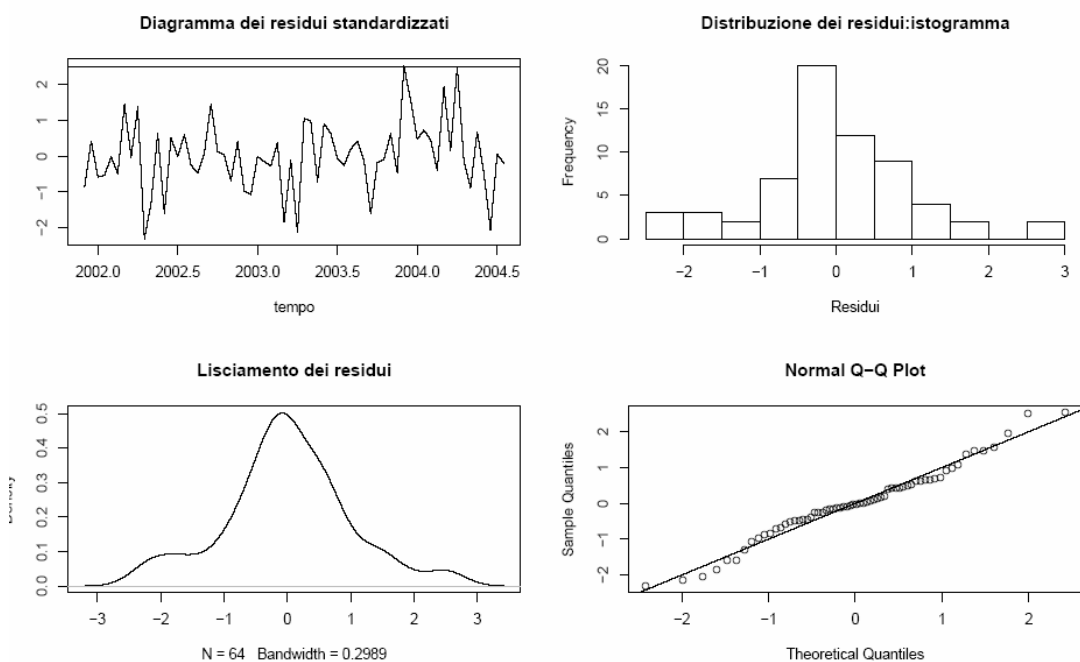 Diagramma dei residui standardizzati
2
1
0
−1
−2
2002.0 2002.5 2003.0 2003.5 2004.0 2004.5
tempo
Distribuzione dei residui:istogramma
Frequency
20
15
10
5
0
−2 −1 0 1 2 3
Residui
Lisciamento dei residui
0.5
0.4
0.3
0.2
0.1
0.0
−3 −2 −1 0 1 2 3
N = 64 Bandwidth = 0.2989
Normal Q−Q Plot
Sample Quantiles
2
1
0
−1
−2
−2 −1 0 1 2
Theoretical Quantiles